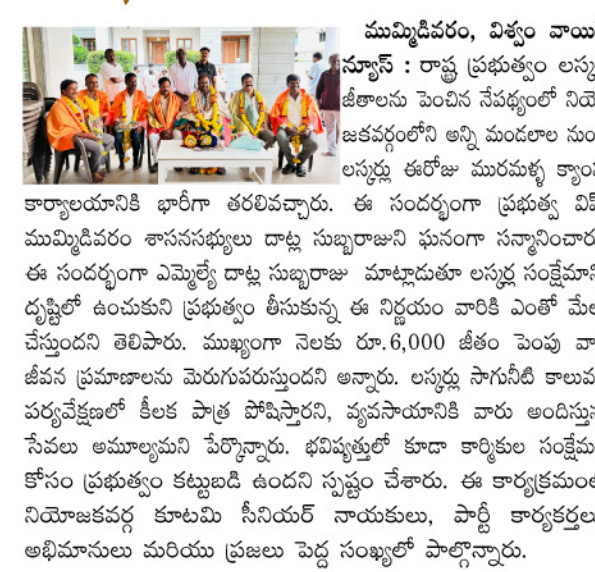 ముమ్మిడివరం, విశ్వం వాయి
న్యూస్ : రాష్ట్ర ప్రభుత్వం లస్క
జీతాలను పెంచిన నేపథ్యంలో నియో
జకవర్గంలోని అన్ని మండలాల నుం
లస్కర్లు ఈరోజు మురమళ్ళ క్యాం
కార్యాలయానికి భారీగా తరలివచ్చారు. ఈ సందర్భంగా ప్రభుత్వ విప్
ముమ్మిడివరం శాసనసభ్యులు దాట్ల సుబ్బరాజుని ఘనంగా సన్మానించారు
ఈ సందర్భంగా ఎమ్మెల్యే దాట్ల సుబ్బరాజు మాట్లాడుతూ లస్కర్ల సంక్షేమాని
దృష్టిలో ఉంచుకుని ప్రభుత్వం తీసుకున్న ఈ నిర్ణయం వారికి ఎంతో మేల
చేస్తుందని తెలిపారు. ముఖ్యంగా నెలకు రూ.6,000 జీతం పెంపు వా
జీవన ప్రమాణాలను మెరుగుపరుస్తుందని అన్నారు. లస్కర్లు సాగునీటి కాలువ
పర్యవేక్షణలో కీలక పాత్ర పోషిస్తారని, వ్యవసాయానికి వారు అందిస్తు
సేవలు అమూల్యమని పేర్కొన్నారు. భవిష్యత్తులో కూడా కార్మికుల సంక్షేమ
కోసం ప్రభుత్వం కట్టుబడి ఉందని స్పష్టం చేశారు. ఈ కార్యక్రమంల
నియోజకవర్గ కూటమి సీనియర్ నాయకులు, పార్టీ కార్యకర్తలు
అభిమానులు మరియు ప్రజలు పెద్ద సంఖ్యలో పాల్గొన్నారు.